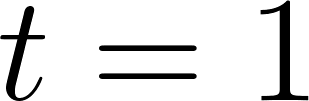 t = 1